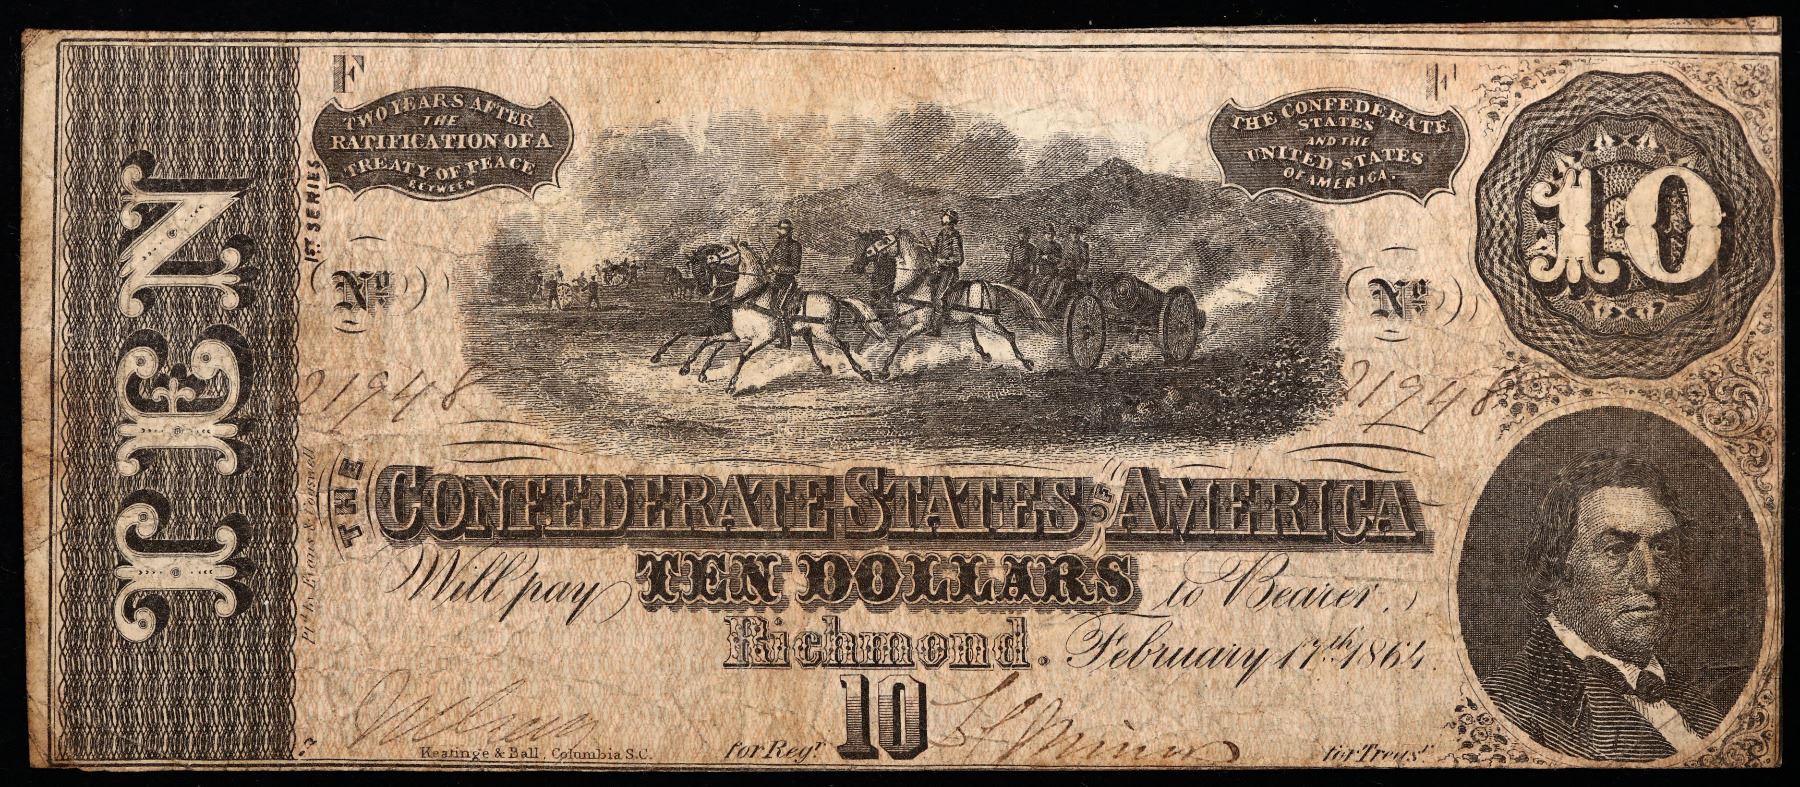 F
F
TWO YEARS AFTER
THE
RATIFICATION OF A
TREATY OF PEACE
BETWEEN
THE CONFEDERATE
STATES
AND THE
UNITED STATES
OF AMERICA.
10
TEN
1ST SERIES
No
No
21948
21948
THE CONFEDERATE STATES OF AMERICA
Will pay TEN DOLLARS to Bearer.
Richmond. February 17th 1864.
10
for Regr.
for Treasr.
Keatinge & Ball, Columbia S.C.